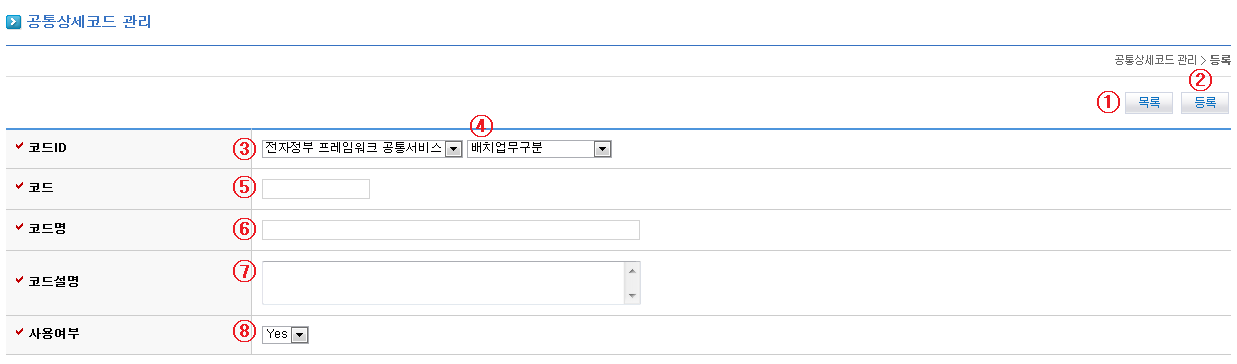 공통상세코드 관리
공통상세코드 관리 > 등록
① 목록 ② 등록
코드ID ③ 전자정부 프레임워크 공통서비스 ④ 배치업무구분
코드 ⑤
코드명 ⑥
코드설명 ⑦
사용여부 ⑧ Yes